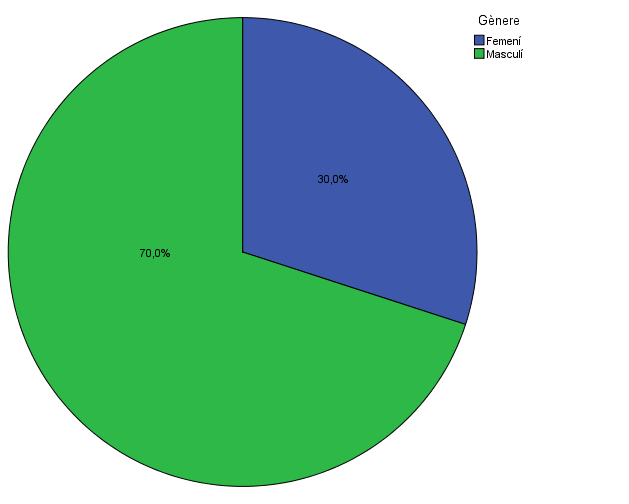 Gènere
Femení
Masculí
30,0%
70,0%